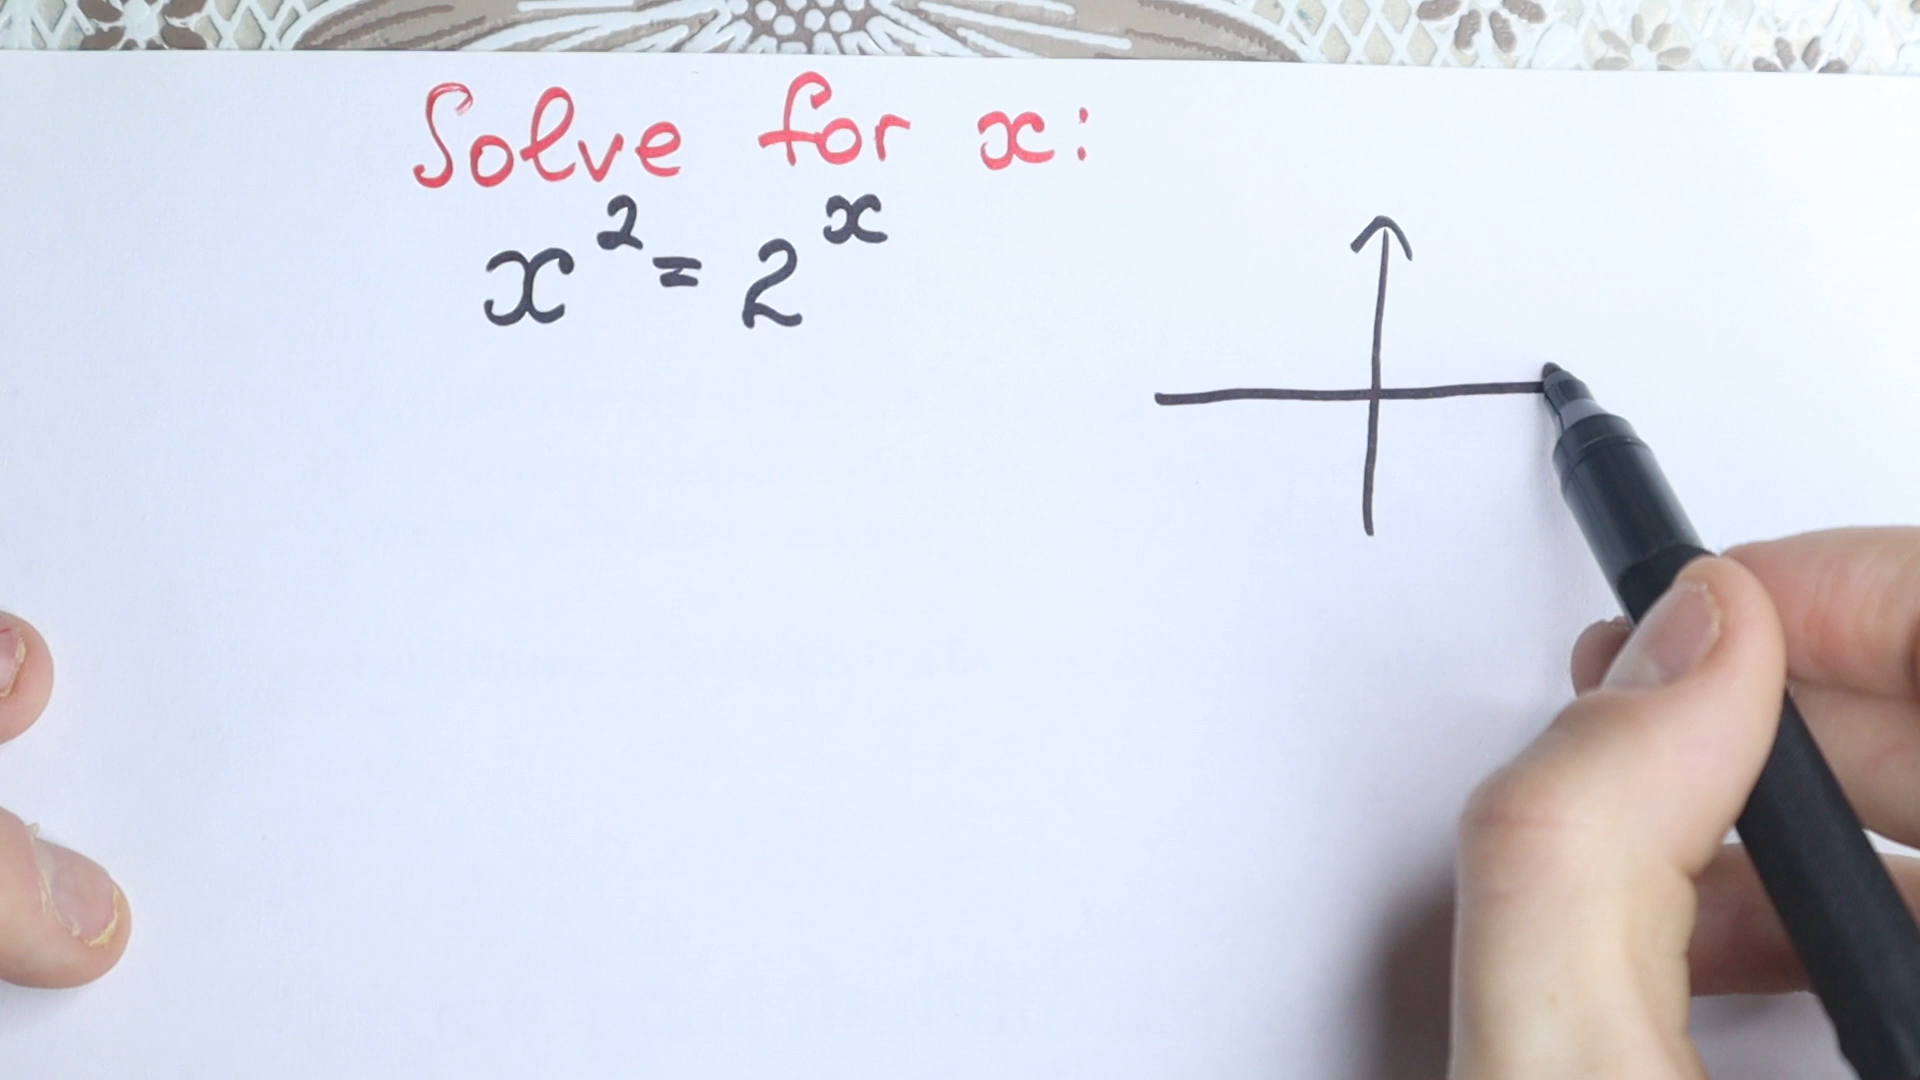 Solve for x:
x² = 2ˣ